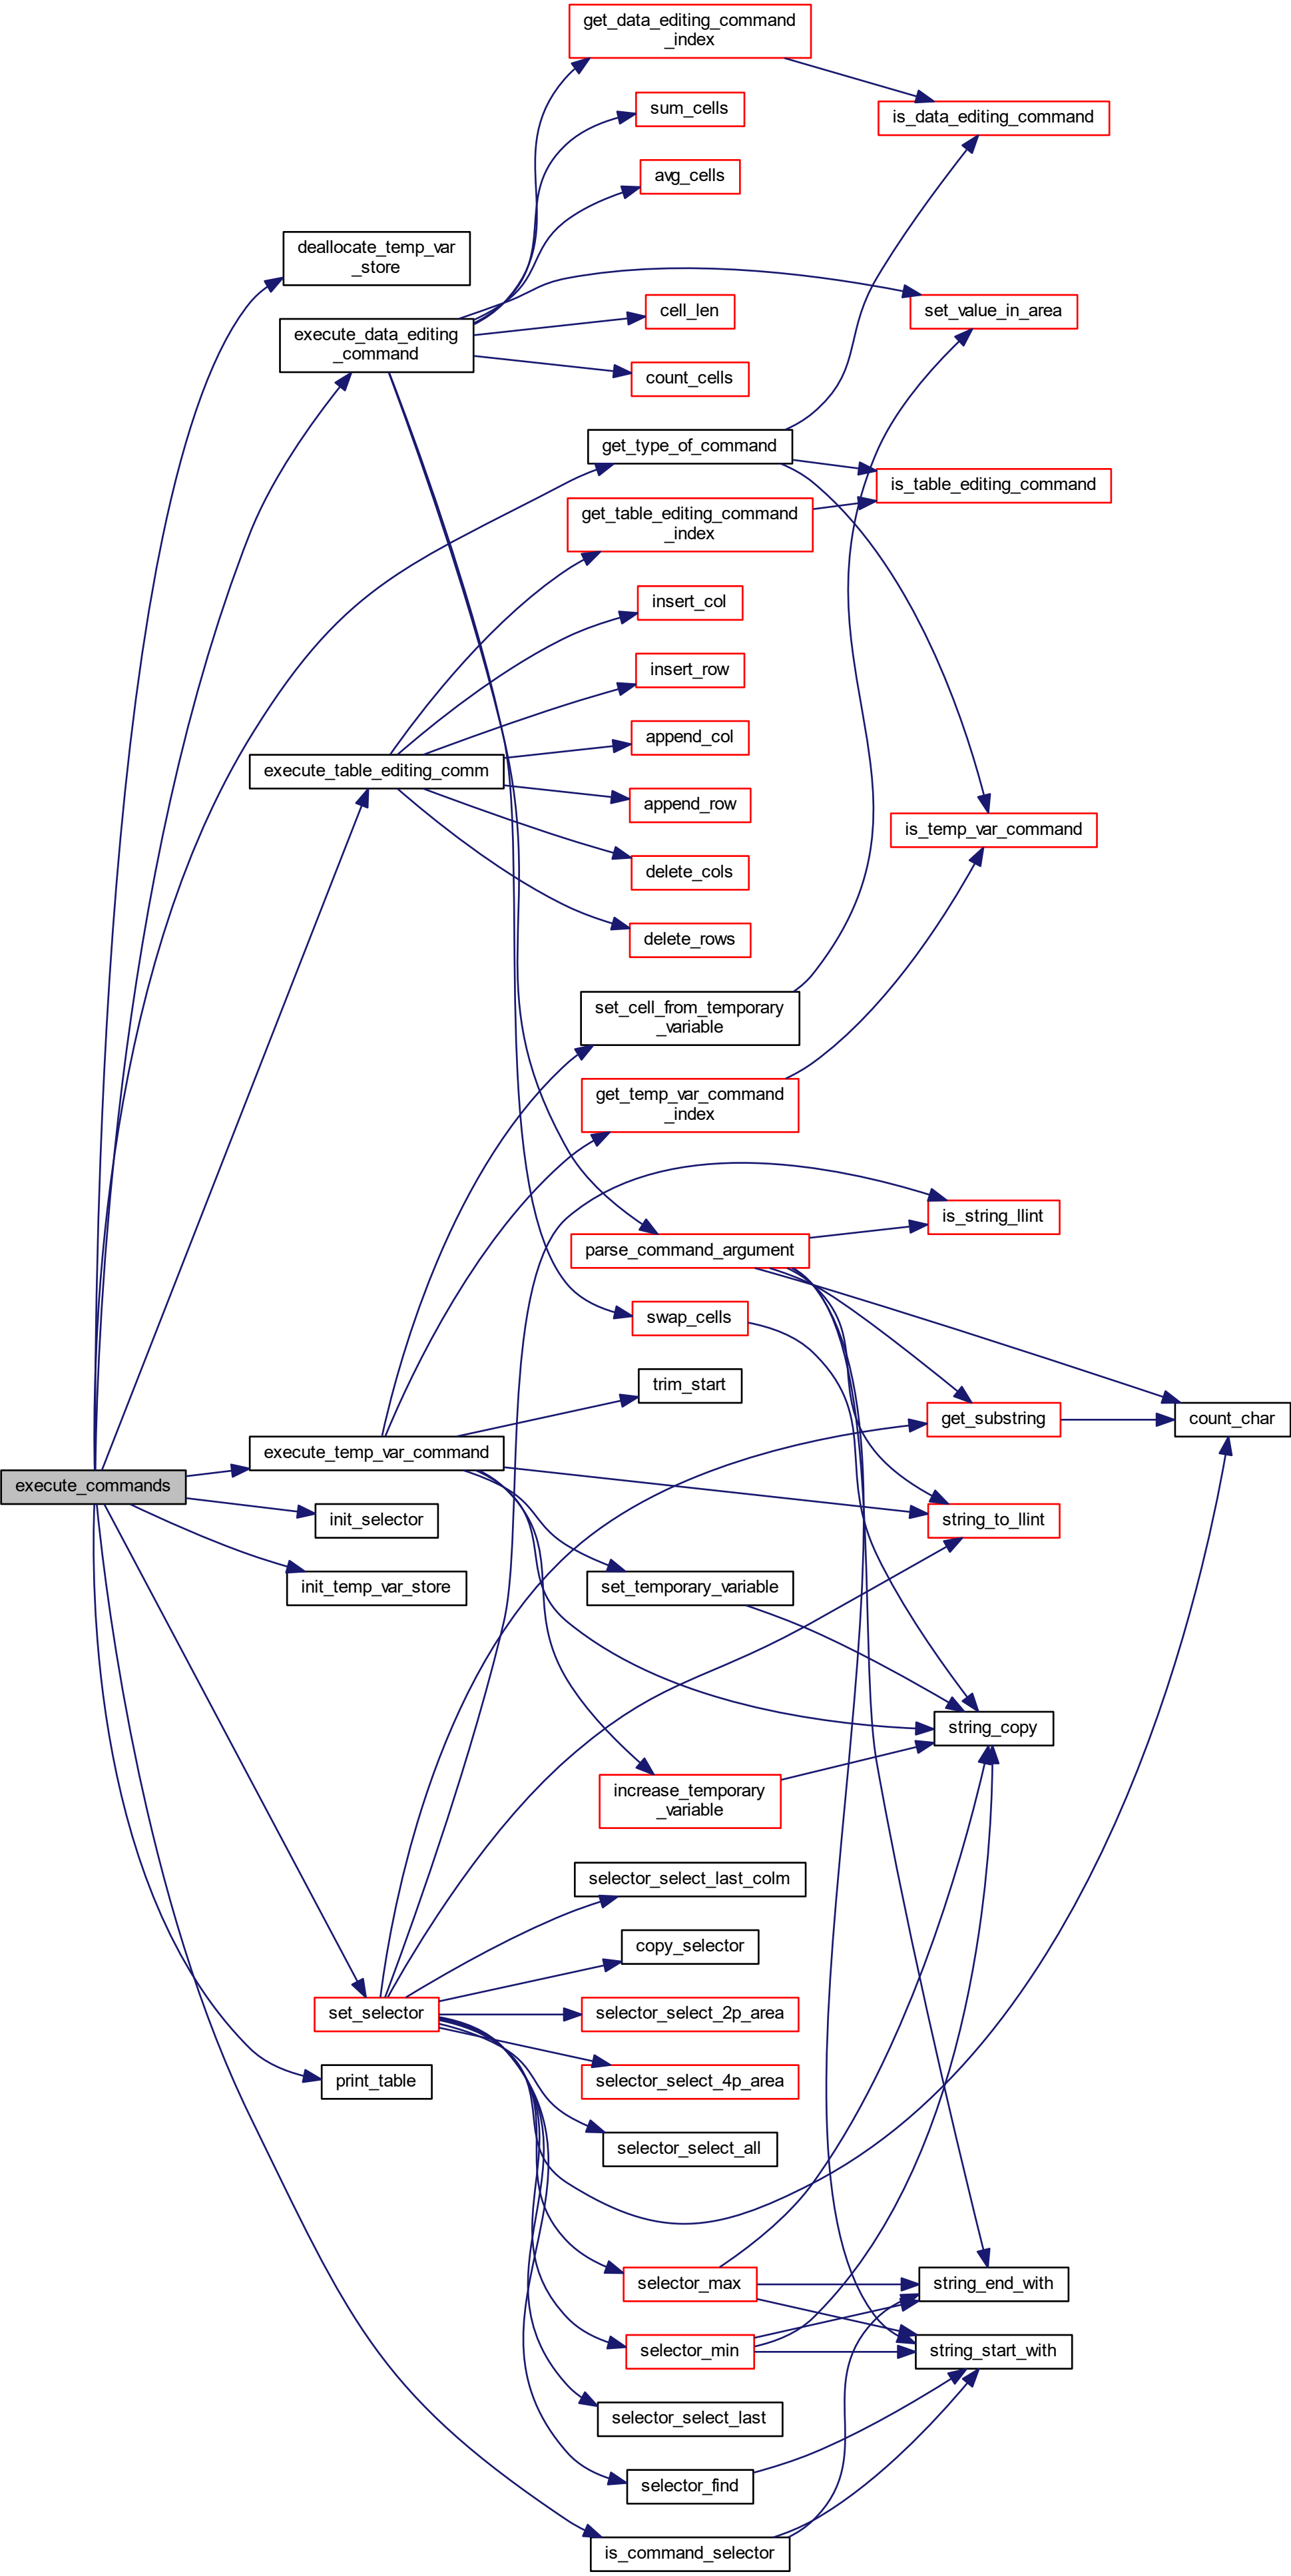 get_data_editing_command
_index
sum_cells
is_data_editing_command
avg_cells
deallocate_temp_var
_store
set_value_in_area
cell_len
execute_data_editing
_command
count_cells
get_type_of_command
is_table_editing_command
get_table_editing_command
_index
insert_col
insert_row
append_col
execute_table_editing_comm
append_row
is_temp_var_command
delete_cols
delete_rows
set_cell_from_temporary
_variable
get_temp_var_command
_index
is_string_llint
parse_command_argument
swap_cells
trim_start
get_substring
count_char
execute_temp_var_command
execute_commands
init_selector
string_to_llint
init_temp_var_store
set_temporary_variable
string_copy
increase_temporary
_variable
selector_select_last_colm
copy_selector
set_selector
selector_select_2p_area
print_table
selector_select_4p_area
selector_select_all
selector_max
string_end_with
selector_min
string_start_with
selector_select_last
selector_find
is_command_selector